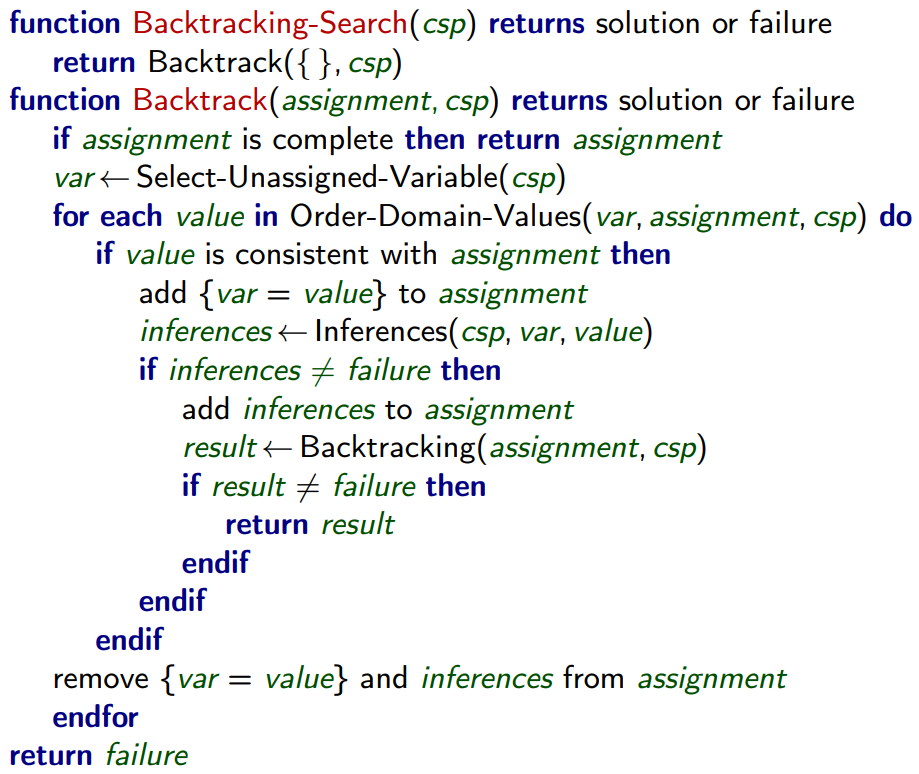 function Backtracking-Search(csp) returns solution or failure
return Backtrack({ }, csp)
function Backtrack(assignment, csp) returns solution or failure
if assignment is complete then return assignment
var ← Select-Unassigned-Variable(csp)
for each value in Order-Domain-Values(var, assignment, csp) do
if value is consistent with assignment then
add {var = value} to assignment
inferences ← Inferences(csp, var, value)
if inferences ≠ failure then
add inferences to assignment
result ← Backtracking(assignment, csp)
if result ≠ failure then
return result
endif
endif
endif
remove {var = value} and inferences from assignment
endfor
return failure